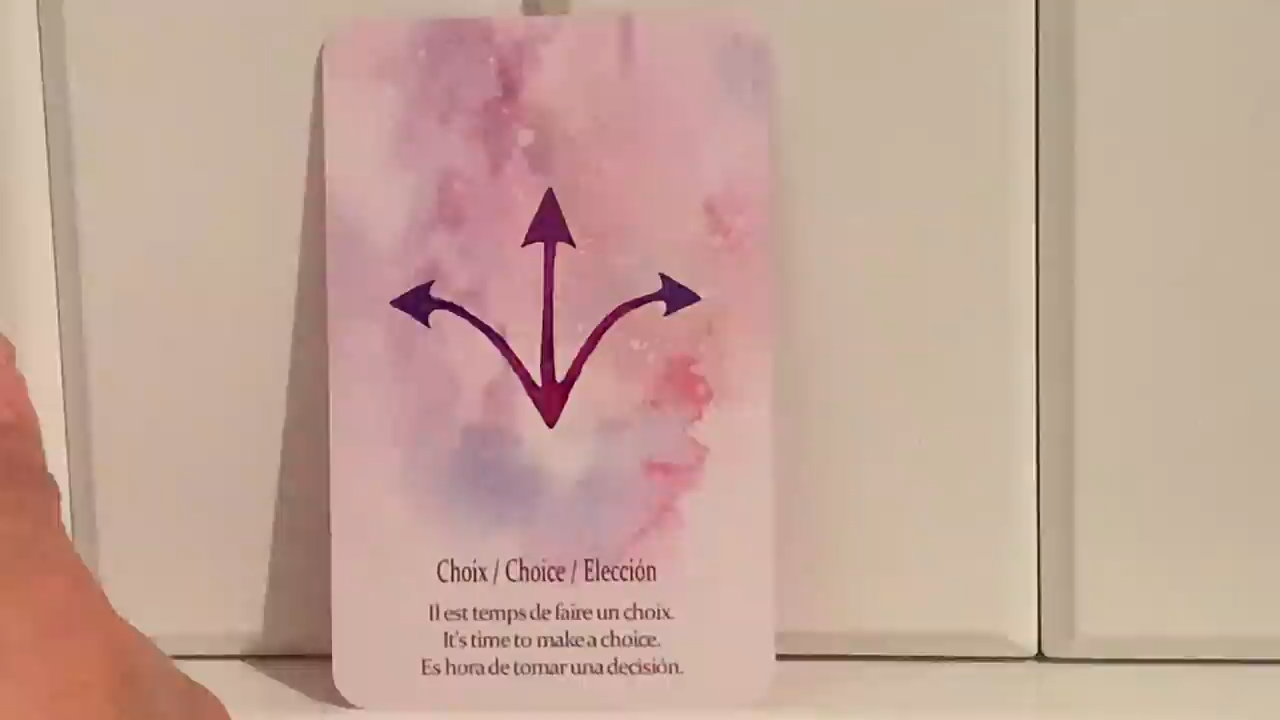 Choix / Choice / Elección
Il est temps de faire un choix.
It's time to make a choice.
Es hora de tomar una decisión.